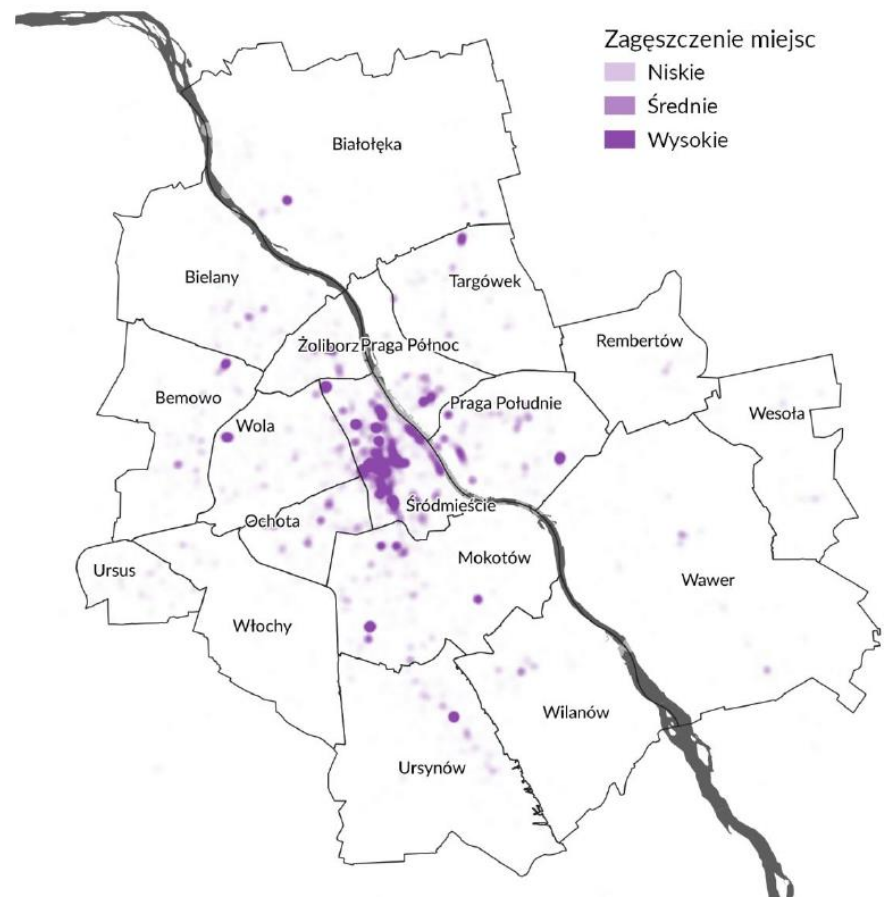 Zagęszczenie miejsc
Niskie
Średnie
Wysokie
Białołęka
Bielany
Targówek
Żoliborz
Praga Północ
Rembertów
Bemowo
Praga Południe
Wesoła
Wola
Śródmieście
Ochota
Mokotów
Ursus
Wawer
Włochy
Wilanów
Ursynów